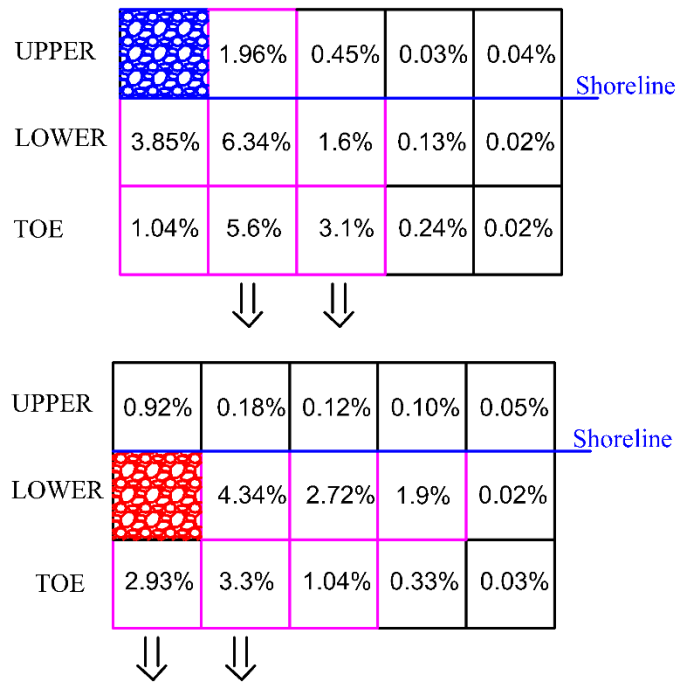 UPPER 1.96% 0.45% 0.03% 0.04%
Shoreline
LOWER 3.85% 6.34% 1.6% 0.13% 0.02%
TOE 1.04% 5.6% 3.1% 0.24% 0.02%
UPPER 0.92% 0.18% 0.12% 0.10% 0.05%
Shoreline
LOWER 4.34% 2.72% 1.9% 0.02%
TOE 2.93% 3.3% 1.04% 0.33% 0.03%